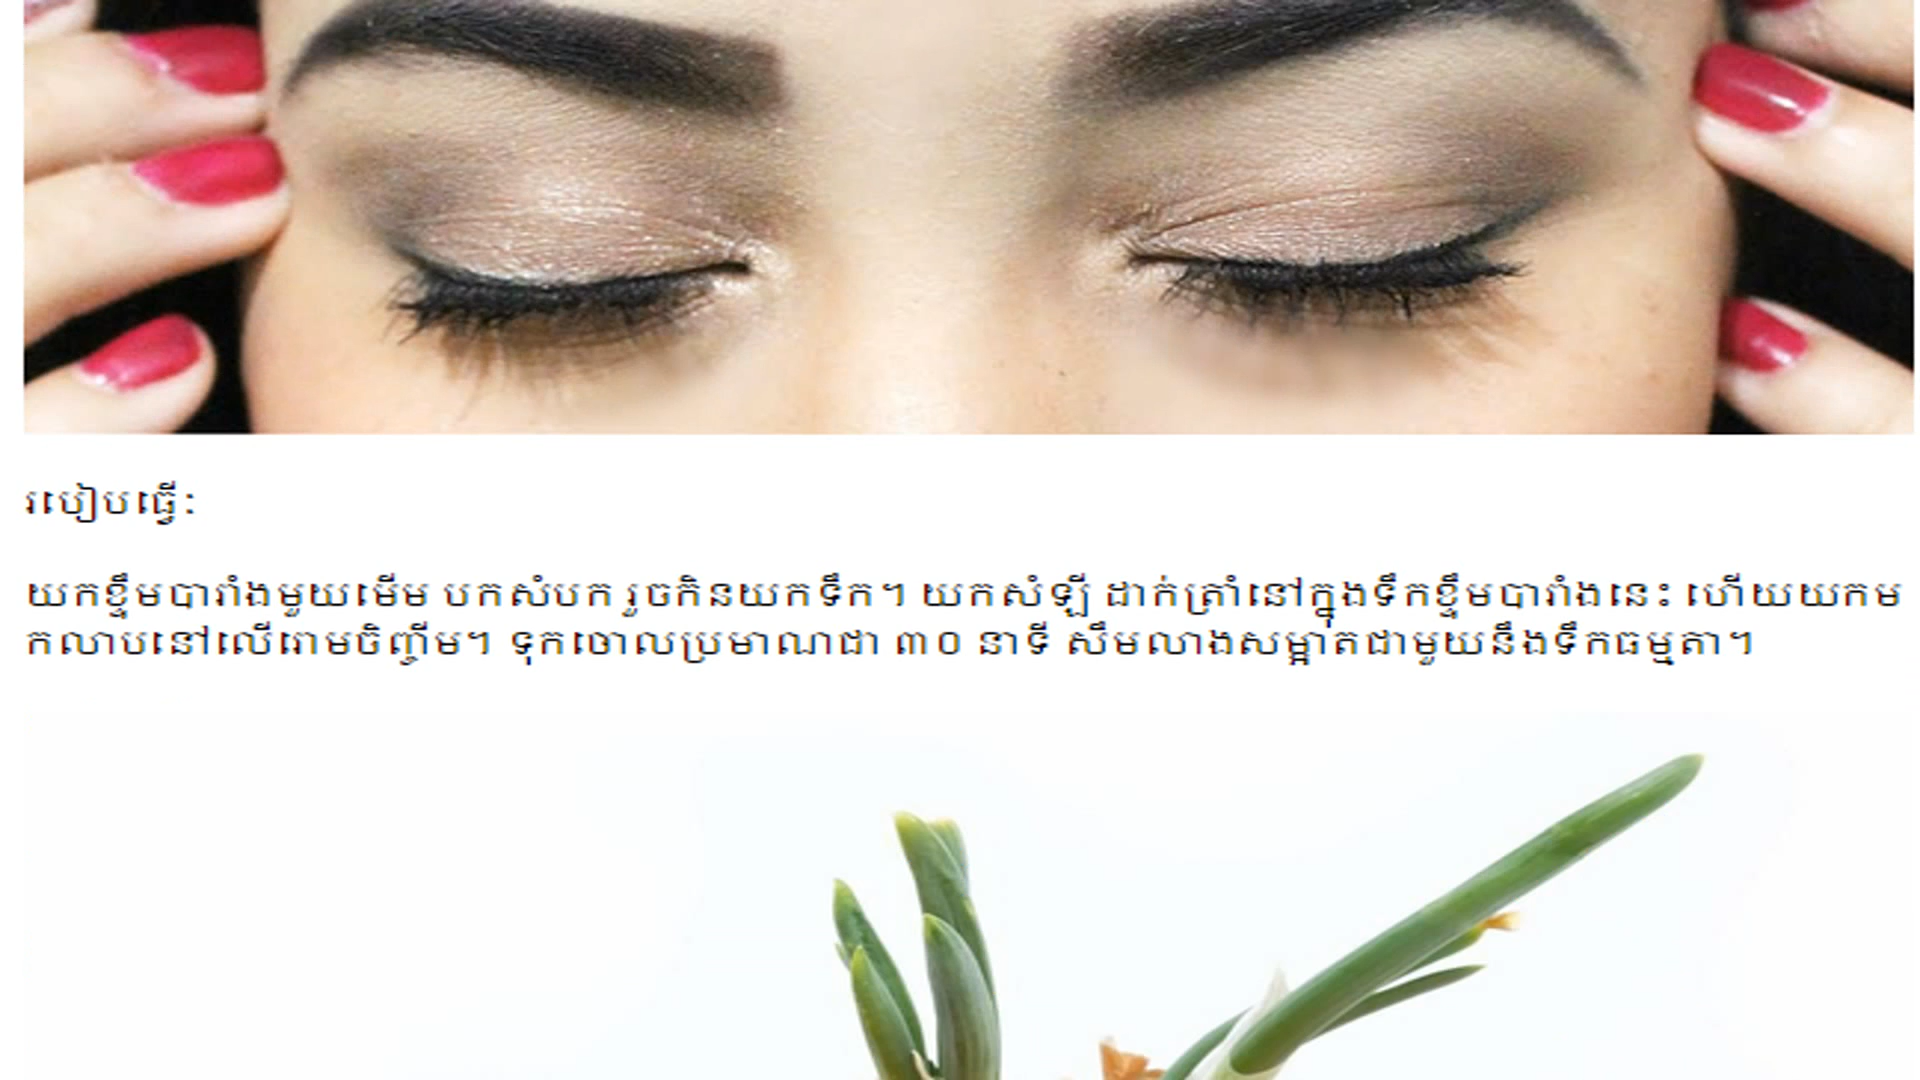 របៀបធ្វើៈ
យកខ្ទឹមបារាំងមួយមើម បកសំបក រួចកិនយកទឹក។ យកសំឡី ដាក់ត្រាំនៅក្នុងទឹកខ្ទឹមបារាំងនេះ ហើយយកម
កលាបនៅលើរោមចិញ្ចើម។ ទុកចោលប្រមាណជា ៣០ នាទី សឹមលាងសម្អាតជាមួយនឹងទឹកធម្មតា។